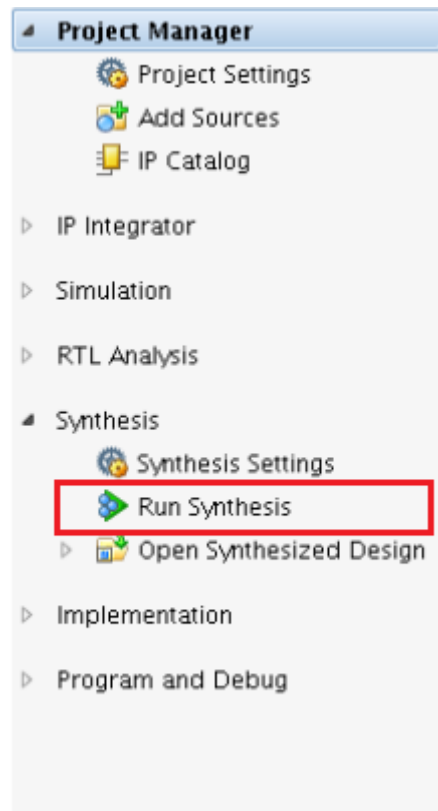 Project Manager
Project Settings
Add Sources
IP Catalog
IP Integrator
Simulation
RTL Analysis
Synthesis
Synthesis Settings
Run Synthesis
Open Synthesized Design
Implementation
Program and Debug